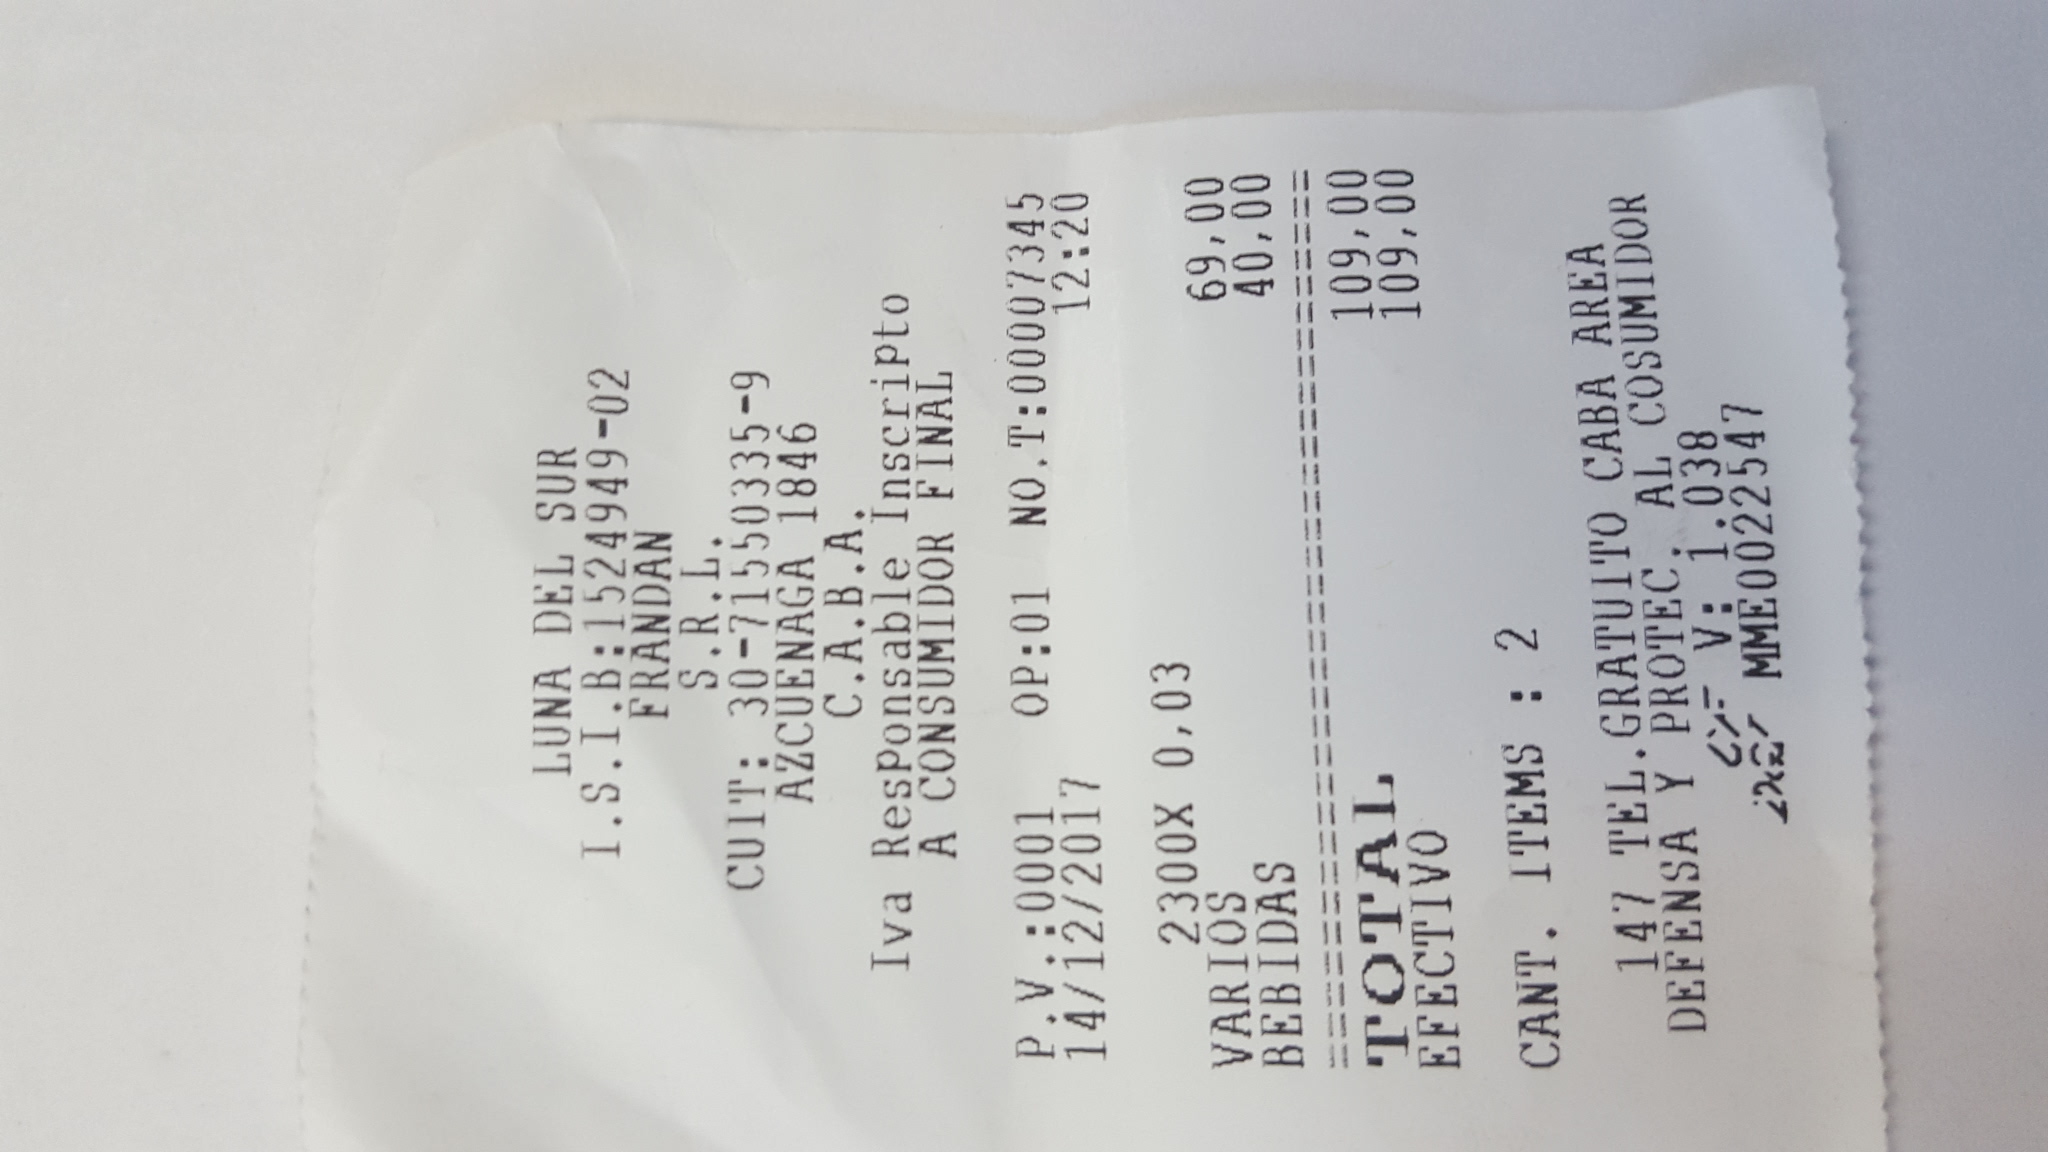 LUNA DEL SUR
I.S.I.B:1524949-02
FRANDAN
S.R.L.
CUIT: 30-71550335-9
AZCUENAGA 1846
C.A.B.A.
Iva Responsable Inscripto
A CONSUMIDOR FINAL
P.V.:0001 OP:01 NO.T:00007345
14/12/2017 12:20
2300X 0,03
VARIOS 69,00
BEBIDAS 40,00
TOTAL 109,00
EFECTIVO 109,00
CANT. ITEMS : 2
147 TEL.GRATUITO CABA AREA
DEFENSA Y PROTEC. AL COSUMIDOR
V: 1.038
MME0022547